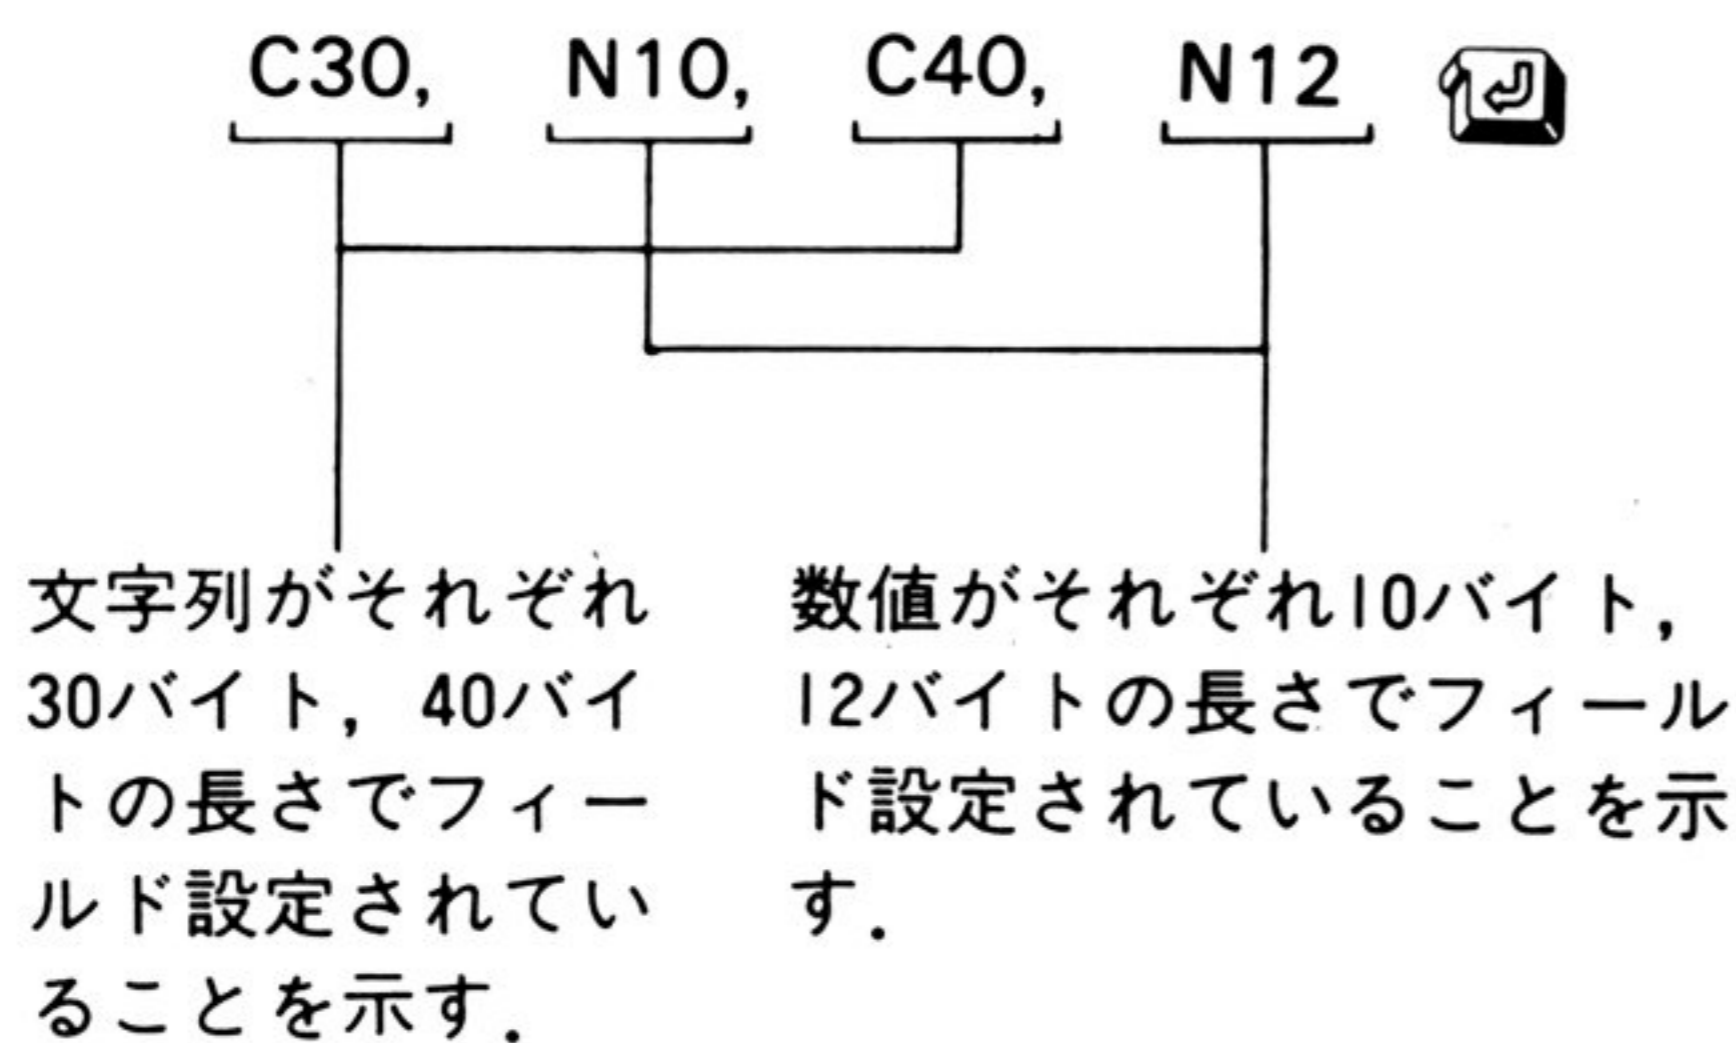 C30, N10, C40, N12
文字列がそれぞれ
30バイト，40バイ
トの長さでフィー
ルド設定されてい
ることを示す．
数値がそれぞれ10バイト，
12バイトの長さでフィール
ド設定されていることを示
す．